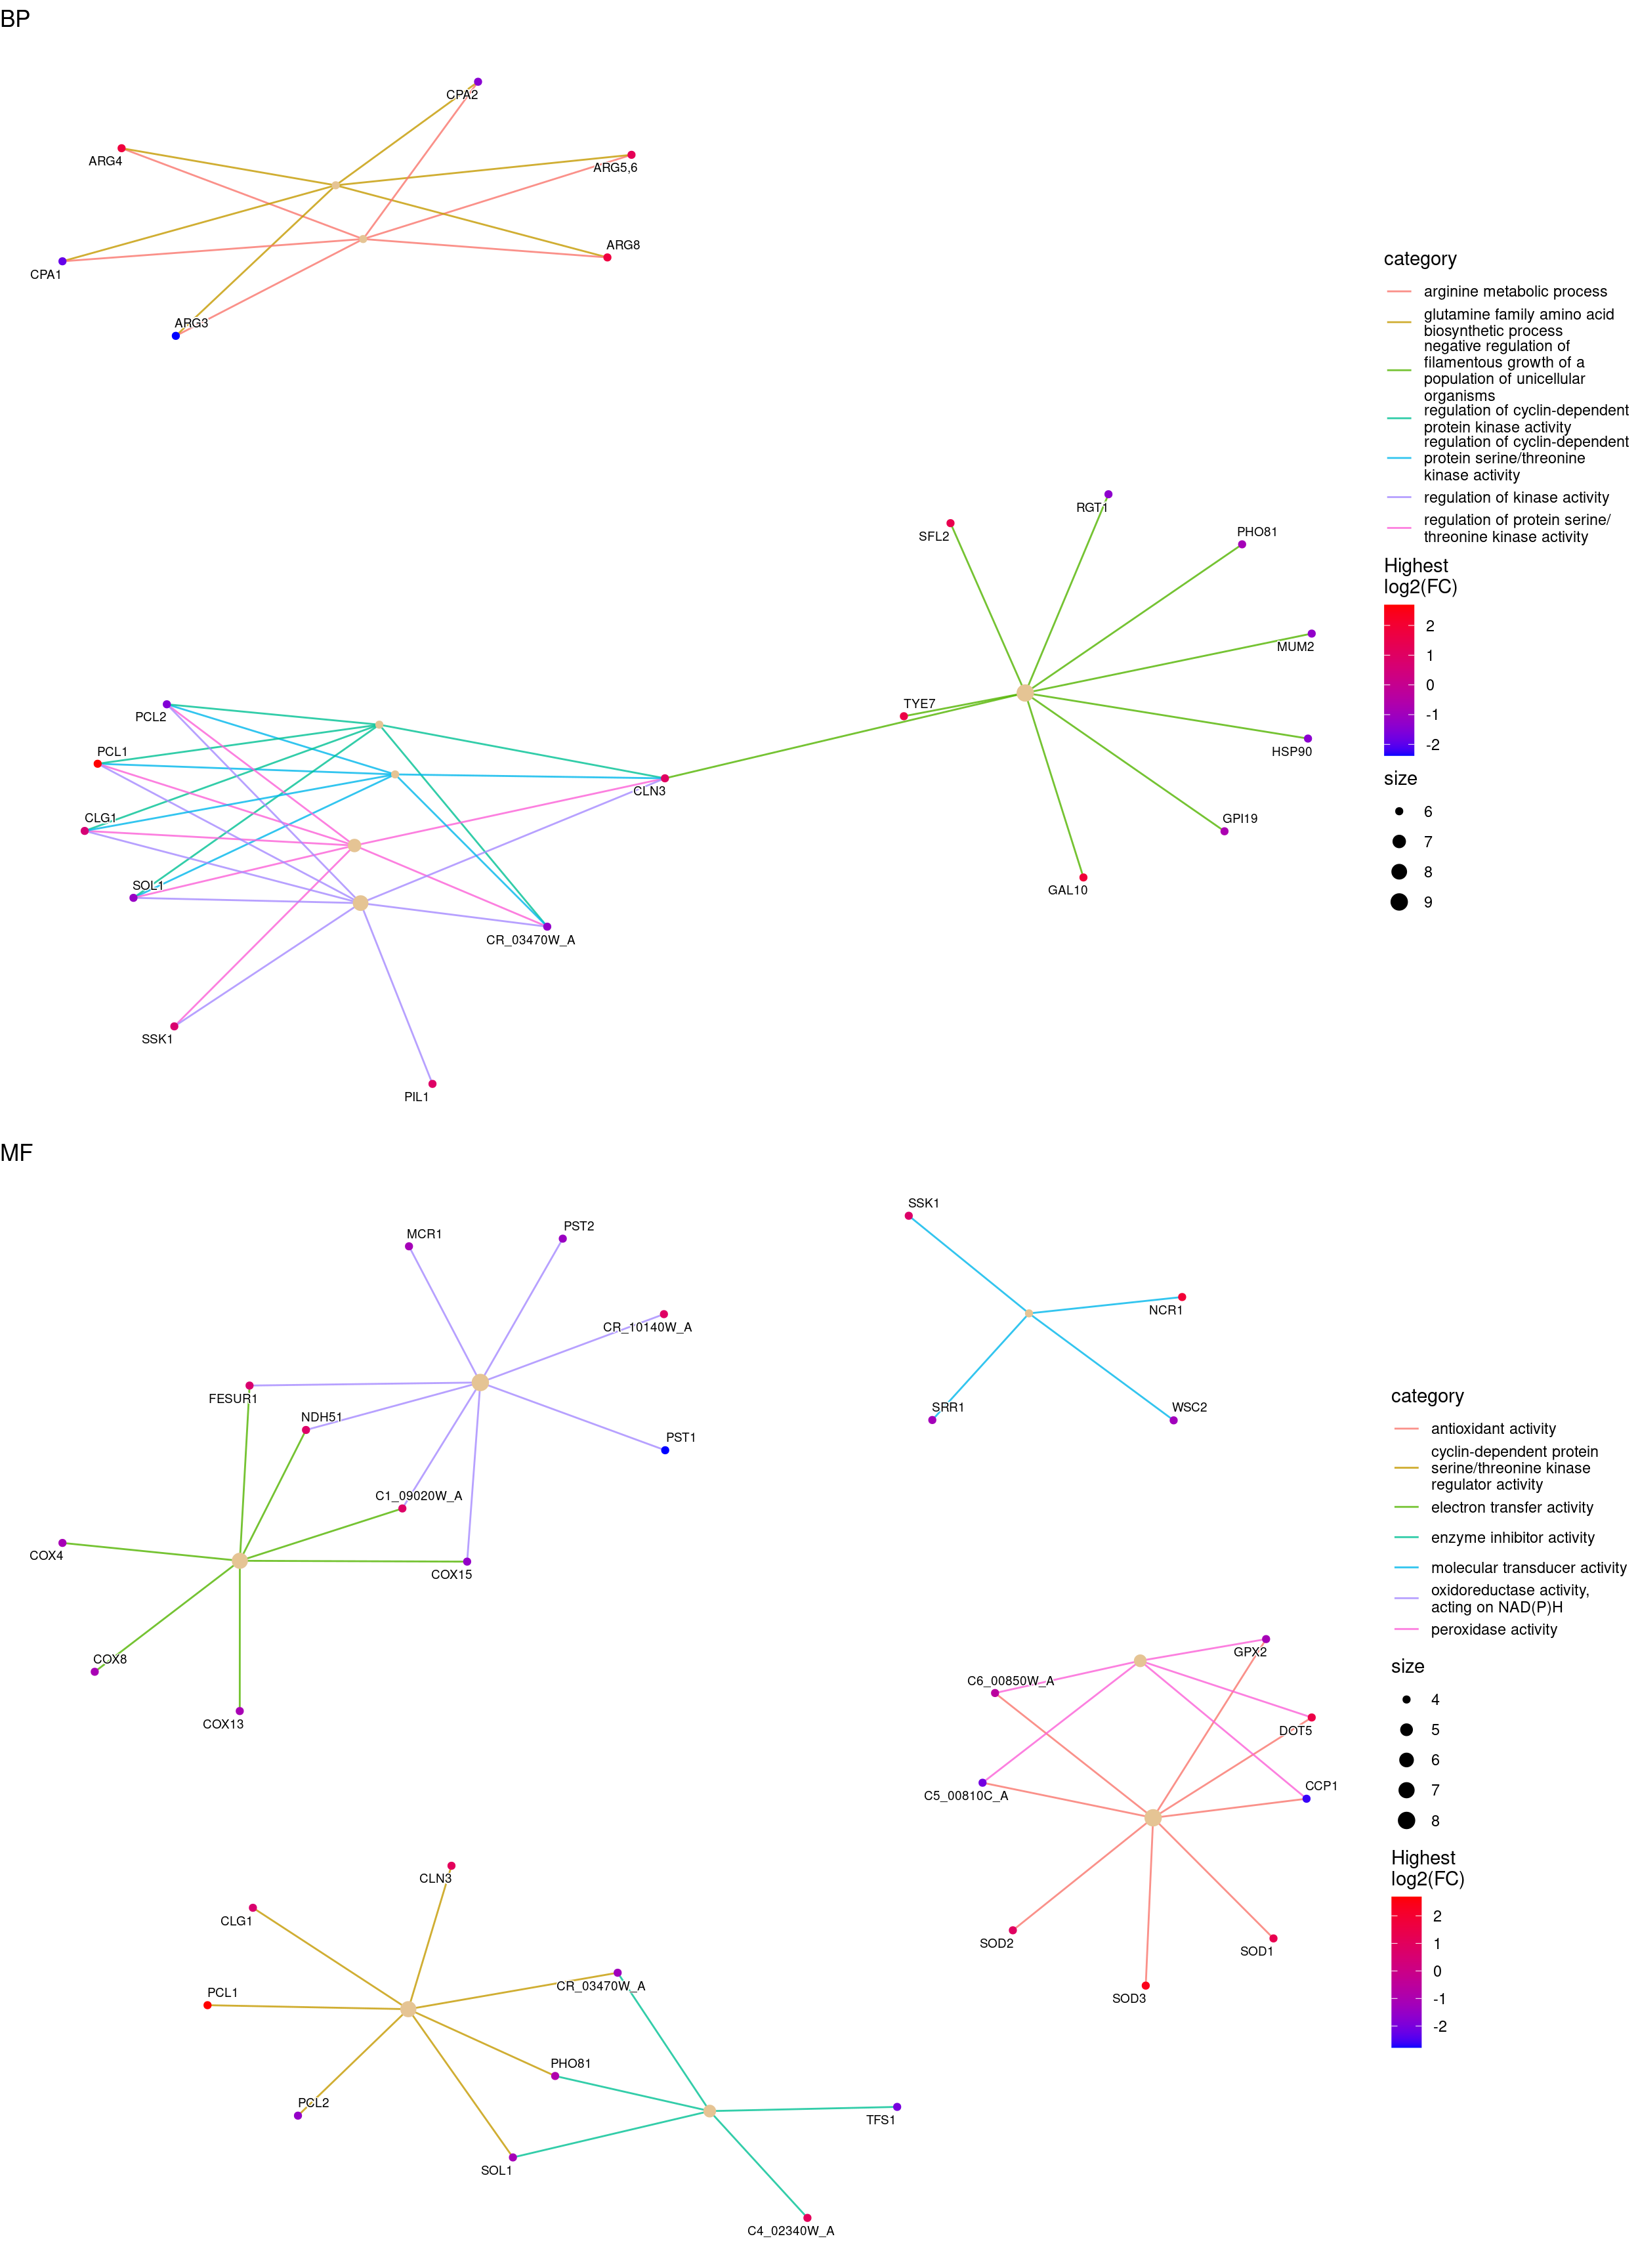 BP
CPA2
ARG4
ARG5,6
ARG8
CPA1
ARG3
category
arginine metabolic process
glutamine family amino acid
biosynthetic process
negative regulation of
filamentous growth of a
population of unicellular
organisms
regulation of cyclin-dependent
protein kinase activity
regulation of cyclin-dependent
protein serine/threonine
kinase activity
regulation of kinase activity
regulation of protein serine/
threonine kinase activity
Highest
log2(FC)
2
1
0
-1
-2
size
6
7
8
9
RGT1
SFL2
PHO81
MUM2
TYE7
HSP90
GPI19
GAL10
PCL2
PCL1
CLN3
CLG1
SOL1
CR_03470W_A
SSK1
PIL1
MF
SSK1
MCR1
PST2
NCR1
CR_10140W_A
FESUR1
SRR1
WSC2
NDH51
PST1
C1_09020W_A
COX4
COX15
COX8
COX13
category
antioxidant activity
cyclin-dependent protein
serine/threonine kinase
regulator activity
electron transfer activity
enzyme inhibitor activity
molecular transducer activity
oxidoreductase activity,
acting on NAD(P)H
peroxidase activity
size
4
5
6
7
8
Highest
log2(FC)
2
1
0
-1
-2
GPX2
C6_00850W_A
DOT5
C5_00810C_A
CCP1
SOD2
SOD1
SOD3
CLN3
CLG1
CR_03470W_A
PCL1
PHO81
PCL2
TFS1
SOL1
C4_02340W_A